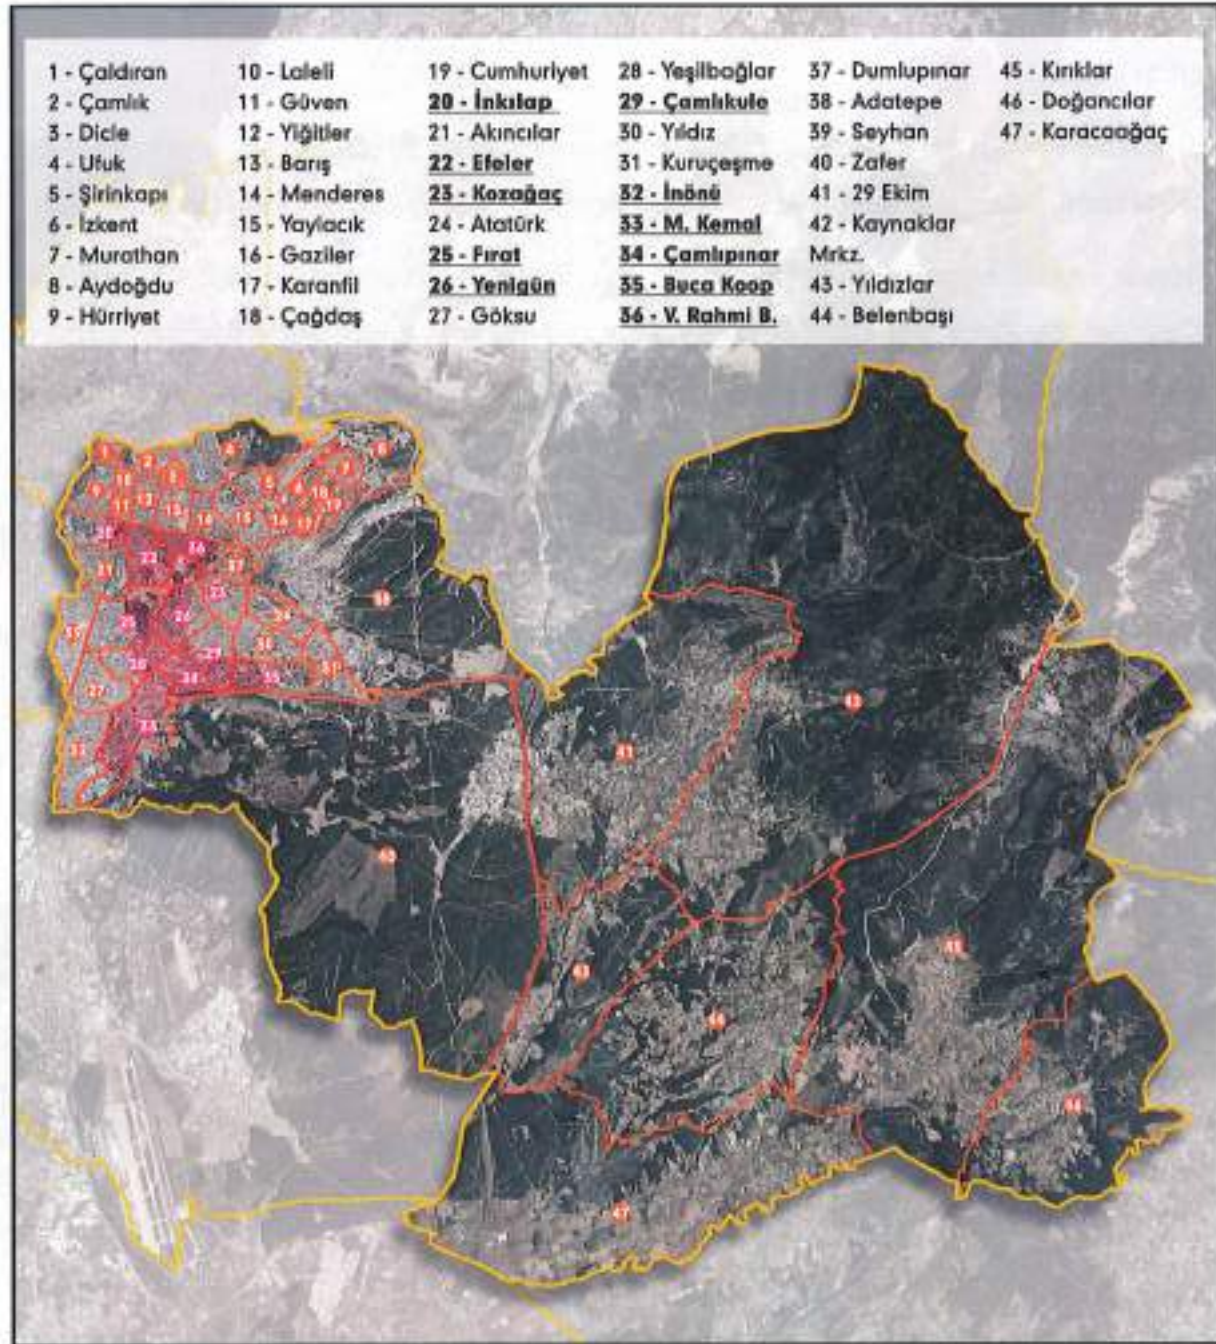 1 - Çaldıran
2 - Çamlık
3 - Dicle
4 - Ufuk
5 - Şirinkapı
6 - İzkent
7 - Murathan
8 - Aydoğdu
9 - Hürriyet
10 - Laleli
11 - Güven
12 - Yiğitler
13 - Barış
14 - Menderes
15 - Yaylacık
16 - Gaziler
17 - Karanfil
18 - Çağdaş
19 - Cumhuriyet
20 - İnkılap
21 - Akıncılar
22 - Efeler
23 - Kozağaç
24 - Atatürk
25 - Fırat
26 - Yenigün
27 - Göksu
28 - Yeşilbağlar
29 - Çamlıkule
30 - Yıldız
31 - Kuruçeşme
32 - İnönü
33 - M. Kemal
34 - Çamlıpınar
35 - Buca Koop
36 - V. Rahmi B.
37 - Dumlupınar
38 - Adatepe
39 - Seyhan
40 - Zafer
41 - 29 Ekim
42 - Kaynaklar
Mrkz.
43 - Yıldızlar
44 - Belenbaşı
45 - Kırıklar
46 - Doğancılar
47 - Karacaağaç
41
43
47